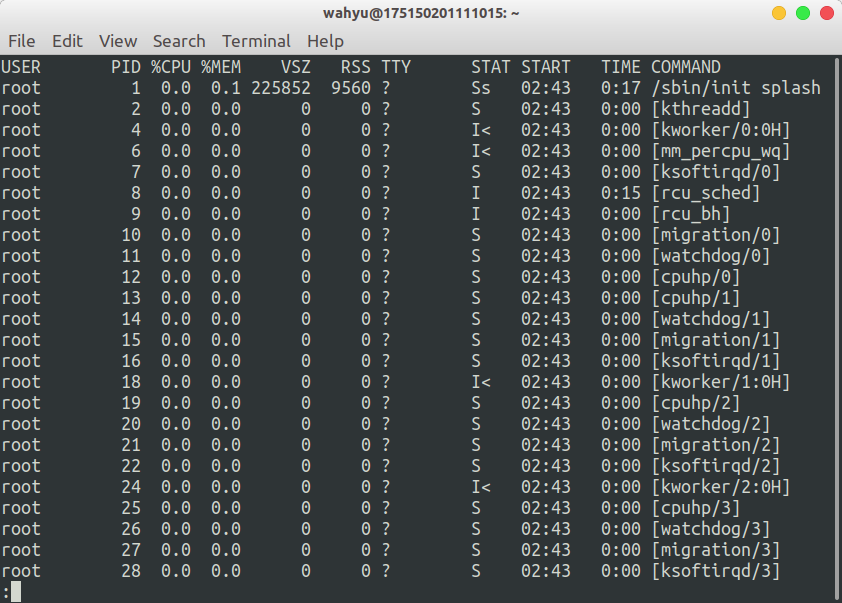 wahyu@175150201111015: ~
File Edit View Search Terminal Help
USER       PID %CPU %MEM    VSZ   RSS TTY      STAT START   TIME COMMAND
root         1  0.0  0.1 225852  9560 ?        Ss   02:43   0:17 /sbin/init splash
root         2  0.0  0.0      0     0 ?        S    02:43   0:00 [kthreadd]
root         4  0.0  0.0      0     0 ?        I<   02:43   0:00 [kworker/0:0H]
root         6  0.0  0.0      0     0 ?        I<   02:43   0:00 [mm_percpu_wq]
root         7  0.0  0.0      0     0 ?        S    02:43   0:00 [ksoftirqd/0]
root         8  0.0  0.0      0     0 ?        I    02:43   0:15 [rcu_sched]
root         9  0.0  0.0      0     0 ?        I    02:43   0:00 [rcu_bh]
root        10  0.0  0.0      0     0 ?        S    02:43   0:00 [migration/0]
root        11  0.0  0.0      0     0 ?        S    02:43   0:00 [watchdog/0]
root        12  0.0  0.0      0     0 ?        S    02:43   0:00 [cpuhp/0]
root        13  0.0  0.0      0     0 ?        S    02:43   0:00 [cpuhp/1]
root        14  0.0  0.0      0     0 ?        S    02:43   0:00 [watchdog/1]
root        15  0.0  0.0      0     0 ?        S    02:43   0:00 [migration/1]
root        16  0.0  0.0      0     0 ?        S    02:43   0:00 [ksoftirqd/1]
root        18  0.0  0.0      0     0 ?        I<   02:43   0:00 [kworker/1:0H]
root        19  0.0  0.0      0     0 ?        S    02:43   0:00 [cpuhp/2]
root        20  0.0  0.0      0     0 ?        S    02:43   0:00 [watchdog/2]
root        21  0.0  0.0      0     0 ?        S    02:43   0:00 [migration/2]
root        22  0.0  0.0      0     0 ?        S    02:43   0:00 [ksoftirqd/2]
root        24  0.0  0.0      0     0 ?        I<   02:43   0:00 [kworker/2:0H]
root        25  0.0  0.0      0     0 ?        S    02:43   0:00 [cpuhp/3]
root        26  0.0  0.0      0     0 ?        S    02:43   0:00 [watchdog/3]
root        27  0.0  0.0      0     0 ?        S    02:43   0:00 [migration/3]
root        28  0.0  0.0      0     0 ?        S    02:43   0:00 [ksoftirqd/3]
: